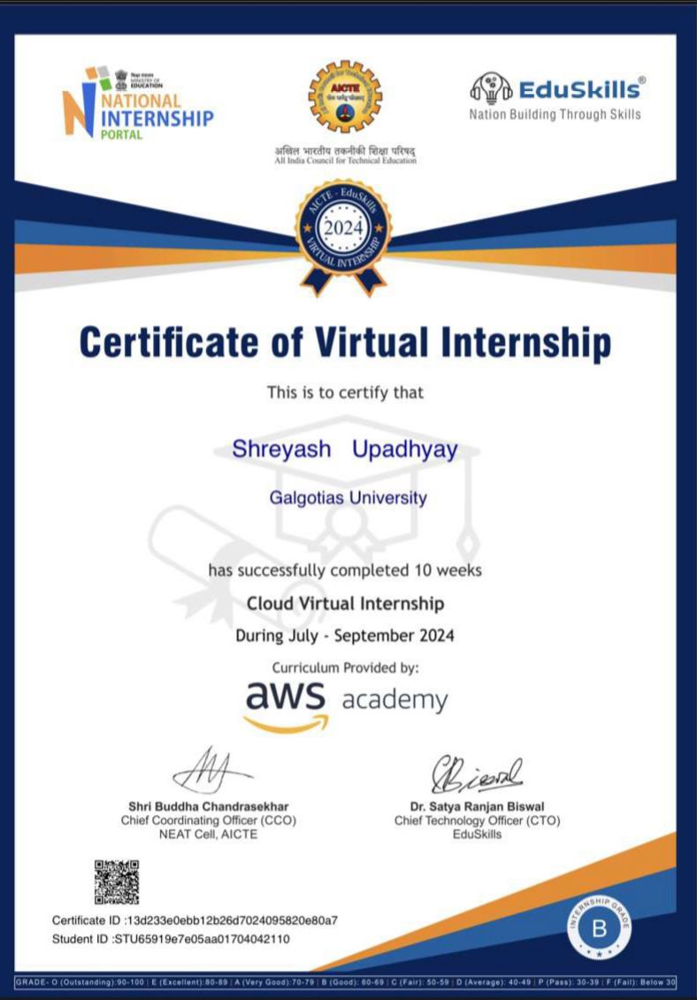 शिक्षा मंत्रालय
MINISTRY OF
EDUCATION
NATIONAL
INTERNSHIP
PORTAL
AICTE
अखिल भारतीय तकनीकी शिक्षा परिषद्
All India Council for Technical Education
EduSkills®
Nation Building Through Skills
AICTE - EduSkills
2024
VIRTUAL INTERNSHIP
Certificate of Virtual Internship
This is to certify that
Shreyash Upadhyay
Galgotias University
has successfully completed 10 weeks
Cloud Virtual Internship
During July - September 2024
Curriculum Provided by:
aws academy
Shri Buddha Chandrasekhar
Chief Coordinating Officer (CCO)
NEAT Cell, AICTE
Dr. Satya Ranjan Biswal
Chief Technology Officer (CTO)
EduSkills
Certificate ID :13d233e0ebb12b26d7024095820e80a7
Student ID :STU65919e7e05aa01704042110
INTERNSHIP GRADE
B
GRADE- O (Outstanding):90-100 | E (Excellent):80-89 | A (Very Good):70-79 | B (Good): 60-69 | C (Fair): 50-59 | D (Average): 40-49 | P (Pass): 30-39 | F (Fail): Below 30